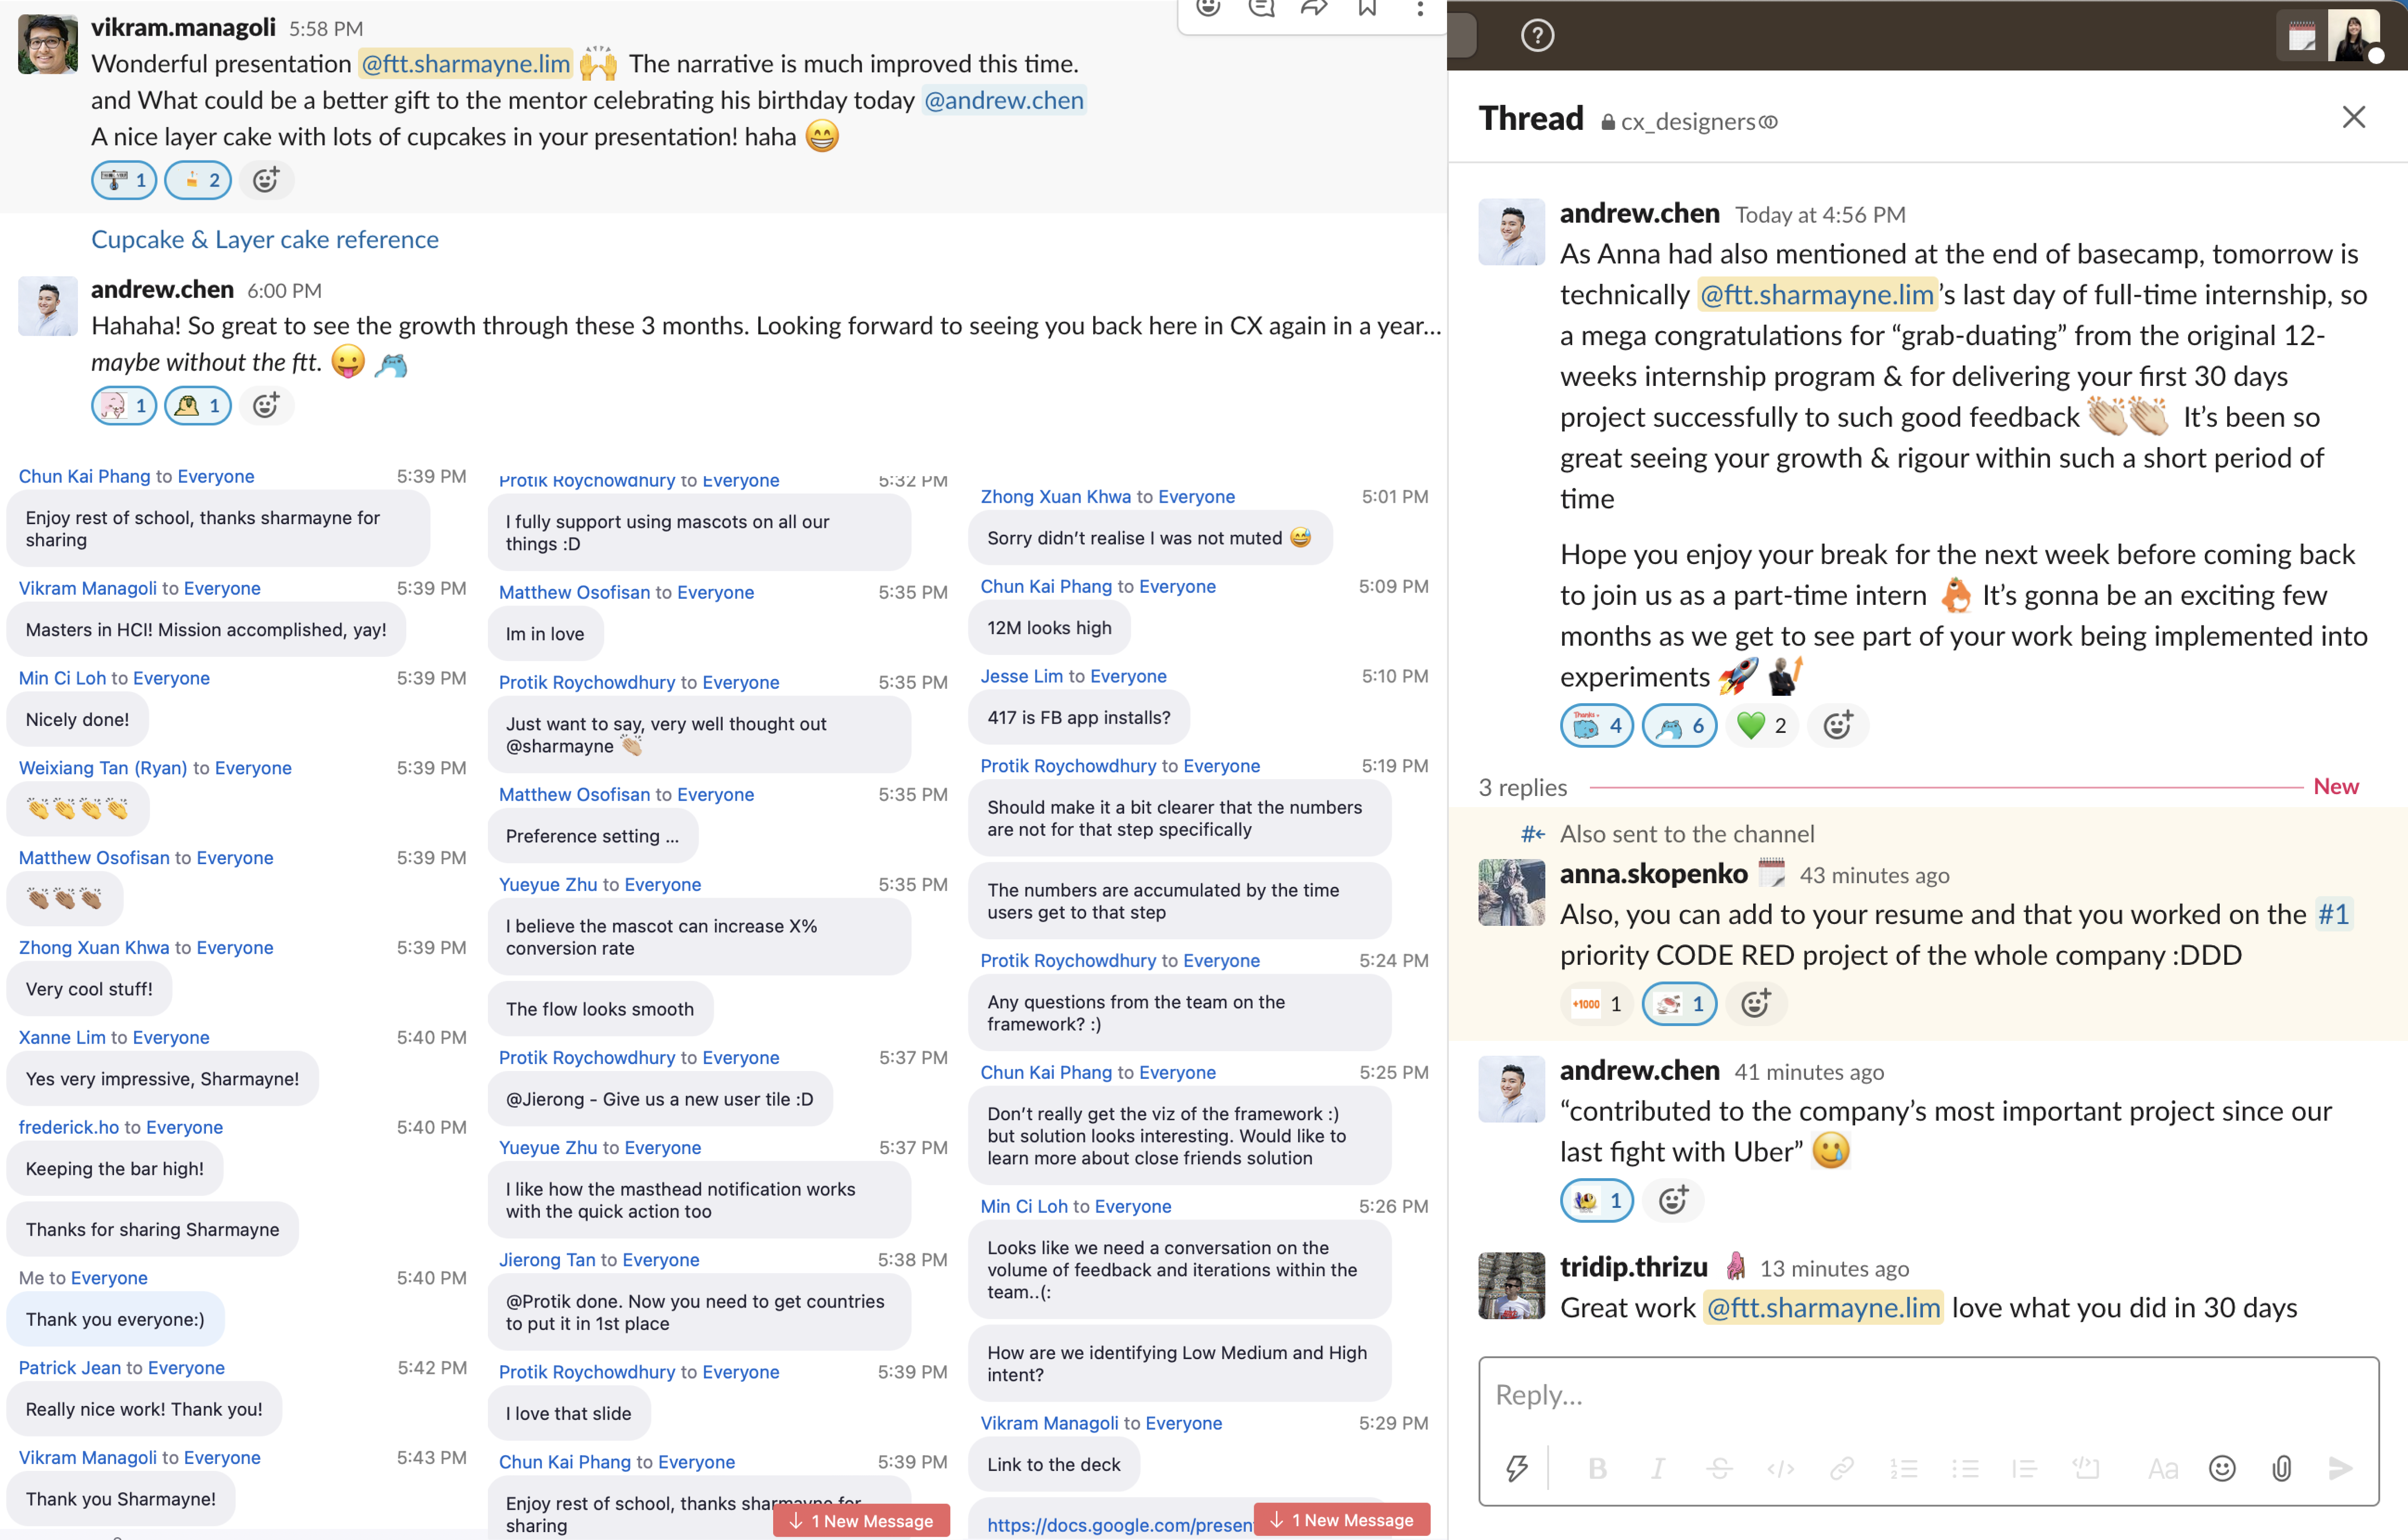 vikram.managoli 5:58 PM
Wonderful presentation @ftt.sharmayne.lim The narrative is much improved this time.
and What could be a better gift to the mentor celebrating his birthday today @andrew.chen
A nice layer cake with lots of cupcakes in your presentation! haha
1 2
Cupcake & Layer cake reference
andrew.chen 6:00 PM
Hahaha! So great to see the growth through these 3 months. Looking forward to seeing you back here in CX again in a year...
maybe without the ftt.
1 1
Chun Kai Phang to Everyone 5:39 PM
Enjoy rest of school, thanks sharmayne for
sharing
Vikram Managoli to Everyone 5:39 PM
Masters in HCI! Mission accomplished, yay!
Min Ci Loh to Everyone 5:39 PM
Nicely done!
Weixiang Tan (Ryan) to Everyone 5:39 PM
Matthew Osofisan to Everyone 5:39 PM
Zhong Xuan Khwa to Everyone 5:39 PM
Very cool stuff!
Xanne Lim to Everyone 5:40 PM
Yes very impressive, Sharmayne!
frederick.ho to Everyone 5:40 PM
Keeping the bar high!
Thanks for sharing Sharmayne
Me to Everyone 5:40 PM
Thank you everyone:)
Patrick Jean to Everyone 5:42 PM
Really nice work! Thank you!
Vikram Managoli to Everyone 5:43 PM
Thank you Sharmayne!
Protik Roychowdhury to Everyone 5:32 PM
I fully support using mascots on all our
things :D
Matthew Osofisan to Everyone 5:35 PM
Im in love
Protik Roychowdhury to Everyone 5:35 PM
Just want to say, very well thought out
@sharmayne
Matthew Osofisan to Everyone 5:35 PM
Preference setting ...
Yueyue Zhu to Everyone 5:35 PM
I believe the mascot can increase X%
conversion rate
The flow looks smooth
Protik Roychowdhury to Everyone 5:37 PM
@Jierong - Give us a new user tile :D
Yueyue Zhu to Everyone 5:37 PM
I like how the masthead notification works
with the quick action too
Jierong Tan to Everyone 5:38 PM
@Protik done. Now you need to get countries
to put it in 1st place
Protik Roychowdhury to Everyone 5:39 PM
I love that slide
Chun Kai Phang to Everyone 5:39 PM
Enjoy rest of school, thanks sharmayne for
sharing
1 New Message
Zhong Xuan Khwa to Everyone 5:01 PM
Sorry didn't realise I was not muted
Chun Kai Phang to Everyone 5:09 PM
12M looks high
Jesse Lim to Everyone 5:10 PM
417 is FB app installs?
Protik Roychowdhury to Everyone 5:19 PM
Should make it a bit clearer that the numbers
are not for that step specifically
The numbers are accumulated by the time
users get to that step
Protik Roychowdhury to Everyone 5:24 PM
Any questions from the team on the
framework? :)
Chun Kai Phang to Everyone 5:25 PM
Don't really get the viz of the framework :)
but solution looks interesting. Would like to
learn more about close friends solution
Min Ci Loh to Everyone 5:26 PM
Looks like we need a conversation on the
volume of feedback and iterations within the
team..(:
How are we identifying Low Medium and High
intent?
Vikram Managoli to Everyone 5:29 PM
Link to the deck
https://docs.google.com/presen
1 New Message
Thread cx_designers
andrew.chen Today at 4:56 PM
As Anna had also mentioned at the end of basecamp, tomorrow is
technically @ftt.sharmayne.lim's last day of full-time internship, so
a mega congratulations for “grab-duating” from the original 12-
weeks internship program & for delivering your first 30 days
project successfully to such good feedback It's been so
great seeing your growth & rigour within such a short period of
time
Hope you enjoy your break for the next week before coming back
to join us as a part-time intern It's gonna be an exciting few
months as we get to see part of your work being implemented into
experiments
Thanks 4 6 2
3 replies New
Also sent to the channel
anna.skopenko 43 minutes ago
Also, you can add to your resume and that you worked on the #1
priority CODE RED project of the whole company :DDD
+1000 1 1
andrew.chen 41 minutes ago
“contributed to the company's most important project since our
last fight with Uber”
1
tridip.thrizu 13 minutes ago
Great work @ftt.sharmayne.lim love what you did in 30 days
Reply...
B I S Aa